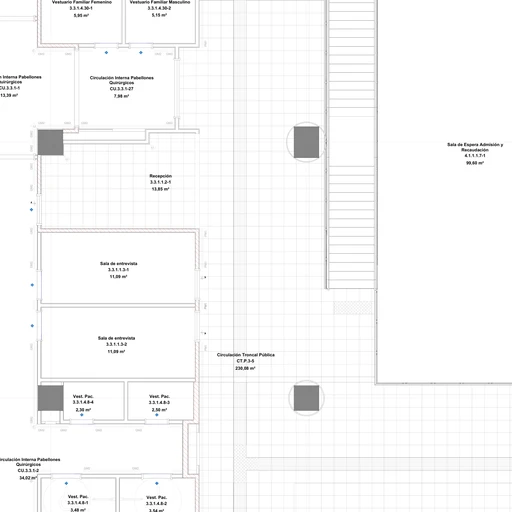 Vestuario Familiar Femenino
3.3.1.4.30-1
5,95 m²
Vestuario Familiar Masculino
3.3.1.4.30-2
5,15 m²
Interna Pabellones
Quirúrgicos
CU.3.3.1-1
13,39 m²
Circulación Interna Pabellones
Quirúrgicos
CU.3.3.1-27
7,98 m²
Sala de Espera Admisión y
Recaudación
4.1.1.1.7-1
99,60 m²
Recepción
3.3.1.1.2-1
13,65 m²
Sala de entrevista
3.3.1.1.3-1
11,09 m²
Sala de entrevista
3.3.1.1.3-2
11,09 m²
Circulación Troncal Pública
CT.P.3-5
238,08 m²
Vest. Pac.
3.3.1.4.8-4
2,30 m²
Vest. Pac.
3.3.1.4.8-3
2,50 m²
Circulación Interna Pabellones
Quirúrgicos
CU.3.3.1-2
34,02 m²
Vest. Pac.
3.3.1.4.8-1
3,48 m²
Vest. Pac.
3.3.1.4.8-2
3,54 m²